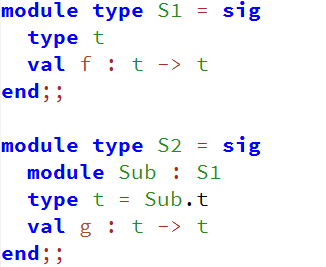 module type S1 = sig
  type t
  val f : t -> t
end;;

module type S2 = sig
  module Sub : S1
  type t = Sub.t
  val g : t -> t
end;;